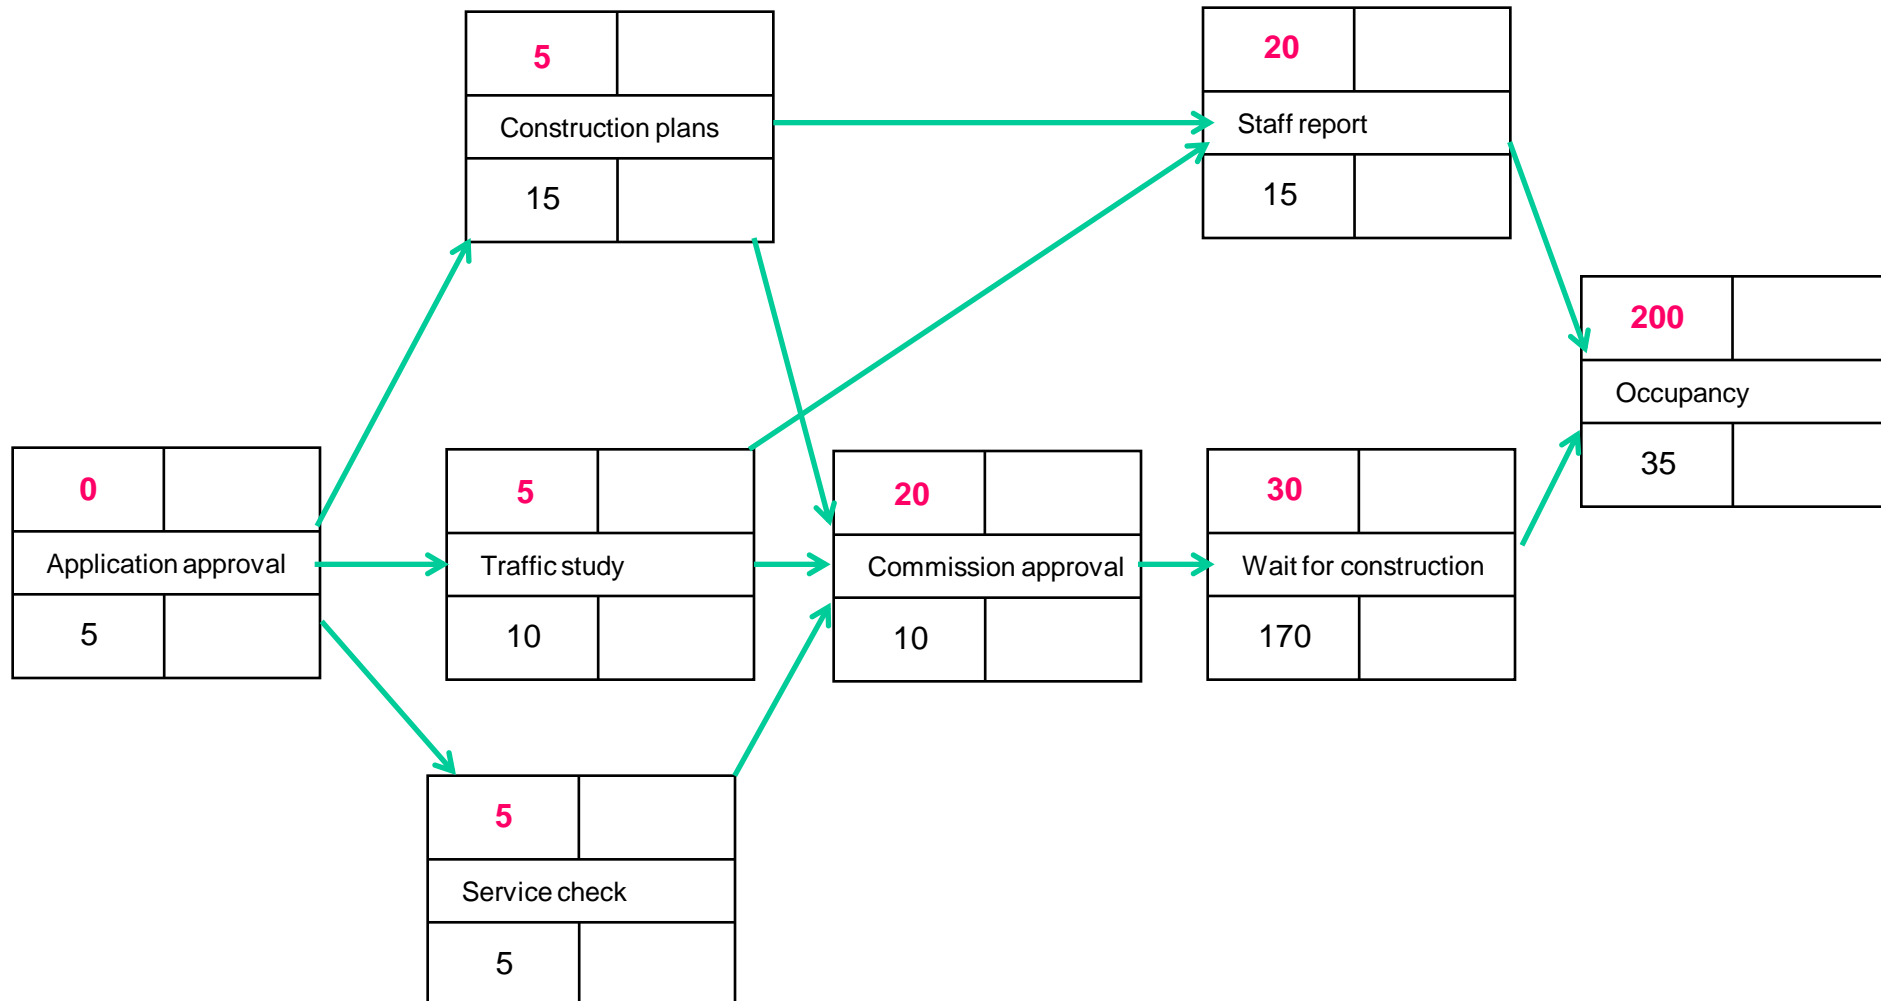 5
Construction plans
15
20
Staff report
15
200
Occupancy
35
0
Application approval
5
5
Traffic study
10
20
Commission approval
10
30
Wait for construction
170
5
Service check
5